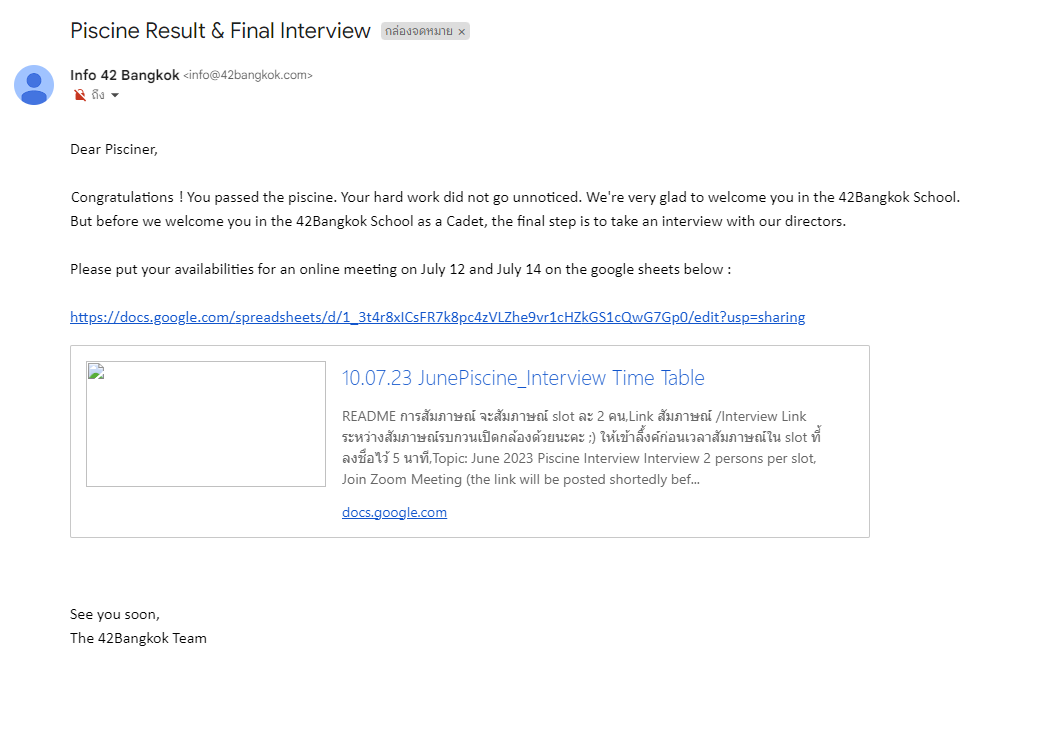 Piscine Result & Final Interview กล่องจดหมาย ×
Info 42 Bangkok <info@42bangkok.com>
ถึง
Dear Pisciner,
Congratulations ! You passed the piscine. Your hard work did not go unnoticed. We're very glad to welcome you in the 42Bangkok School.
But before we welcome you in the 42Bangkok School as a Cadet, the final step is to take an interview with our directors.
Please put your availabilities for an online meeting on July 12 and July 14 on the google sheets below :
https://docs.google.com/spreadsheets/d/1_3t4r8xICsFR7k8pc4zVLZhe9vr1cHZkGS1cQwG7Gp0/edit?usp=sharing
10.07.23 JunePiscine_Interview Time Table
README การสัมภาษณ์ จะสัมภาษณ์ slot ละ 2 คน,Link สัมภาษณ์ /Interview Link
ระหว่างสัมภาษณ์รบกวนเปิดกล้องด้วยนะคะ ;) ให้เข้าลิ้งค์ก่อนเวลาสัมภาษณ์ใน slot ที่
ลงชื่อไว้ 5 นาที,Topic: June 2023 Piscine Interview Interview 2 persons per slot,
Join Zoom Meeting (the link will be posted shortedly bef...
docs.google.com
See you soon,
The 42Bangkok Team